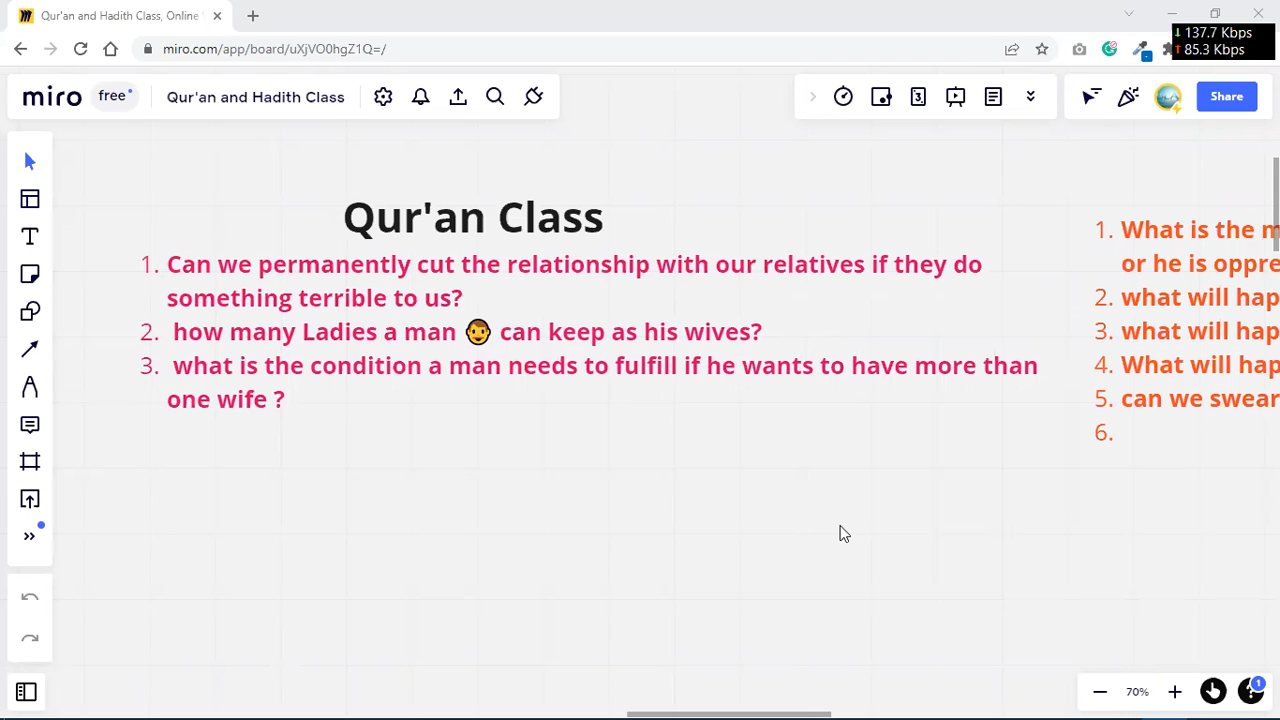 Qur'an and Hadith Class, Online
miro.com/app/board/uXjVO0hgZ1Q=/
137.7 Kbps
85.3 Kbps
miro free Qur'an and Hadith Class
3
Share
Qur'an Class
1. Can we permanently cut the relationship with our relatives if they do
something terrible to us?
2. how many Ladies a man 👨 can keep as his wives?
3. what is the condition a man needs to fulfill if he wants to have more than
one wife ?
1. What is the m
or he is oppre
2. what will hap
3. what will hap
4. What will hap
5. can we swear
6.
70%
1